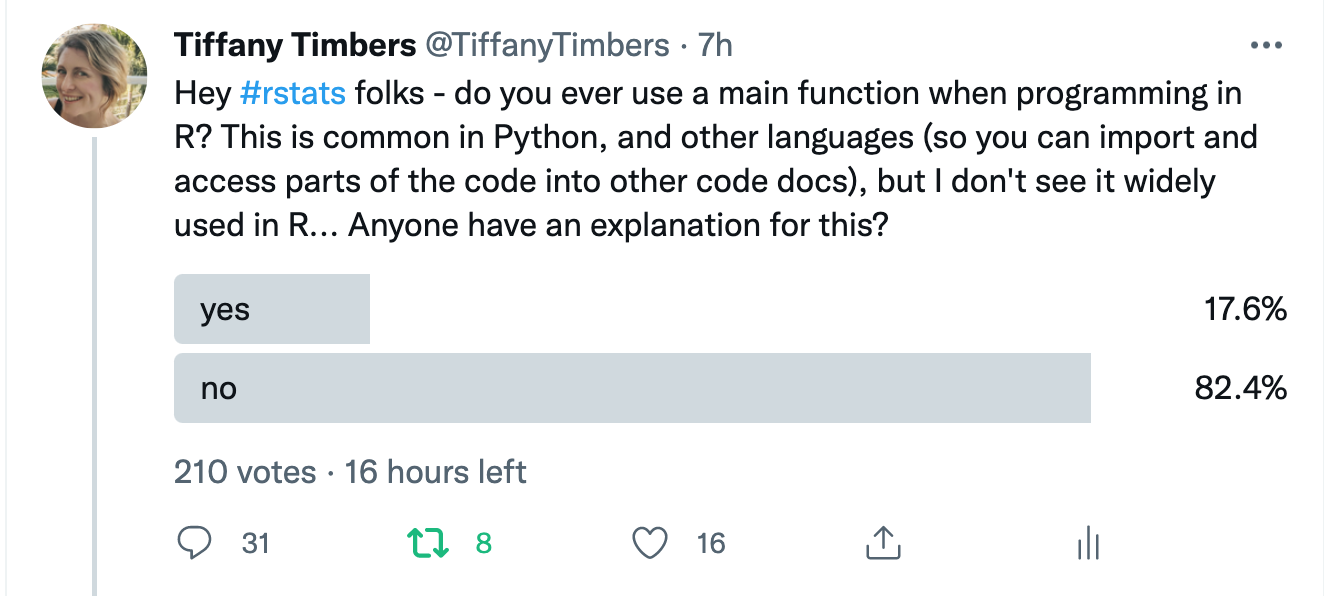 Tiffany Timbers @TiffanyTimbers · 7h
Hey #rstats folks - do you ever use a main function when programming in
R? This is common in Python, and other languages (so you can import and
access parts of the code into other code docs), but I don't see it widely
used in R... Anyone have an explanation for this?
yes 17.6%
no 82.4%
210 votes · 16 hours left
31 8 16